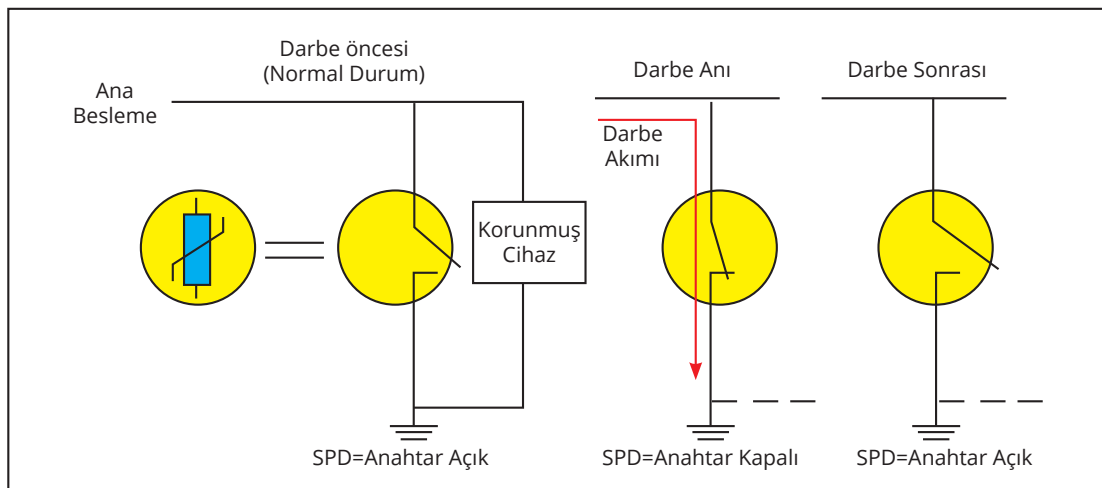 Darbe öncesi
(Normal Durum)
Ana
Besleme
Korunmuş
Cihaz
SPD=Anahtar Açık
Darbe Anı
Darbe
Akımı
SPD=Anahtar Kapalı
Darbe Sonrası
SPD=Anahtar Açık